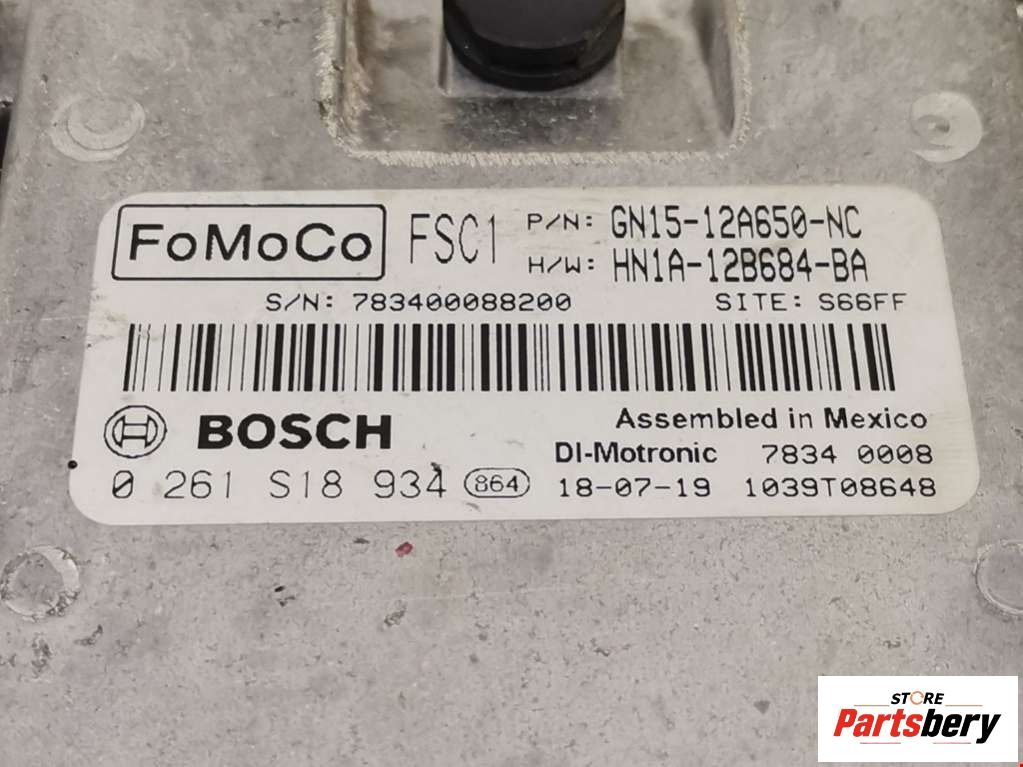 FoMoCo FSC1 P/N: GN15-12A650-NC
H/W: HN1A-12B684-BA
S/N: 783400088200 SITE: S66FF
BOSCH Assembled in Mexico
DI-Motronic 7834 0008
0 261 S18 934 864 18-07-19 1039T08648
STORE
Partsbery